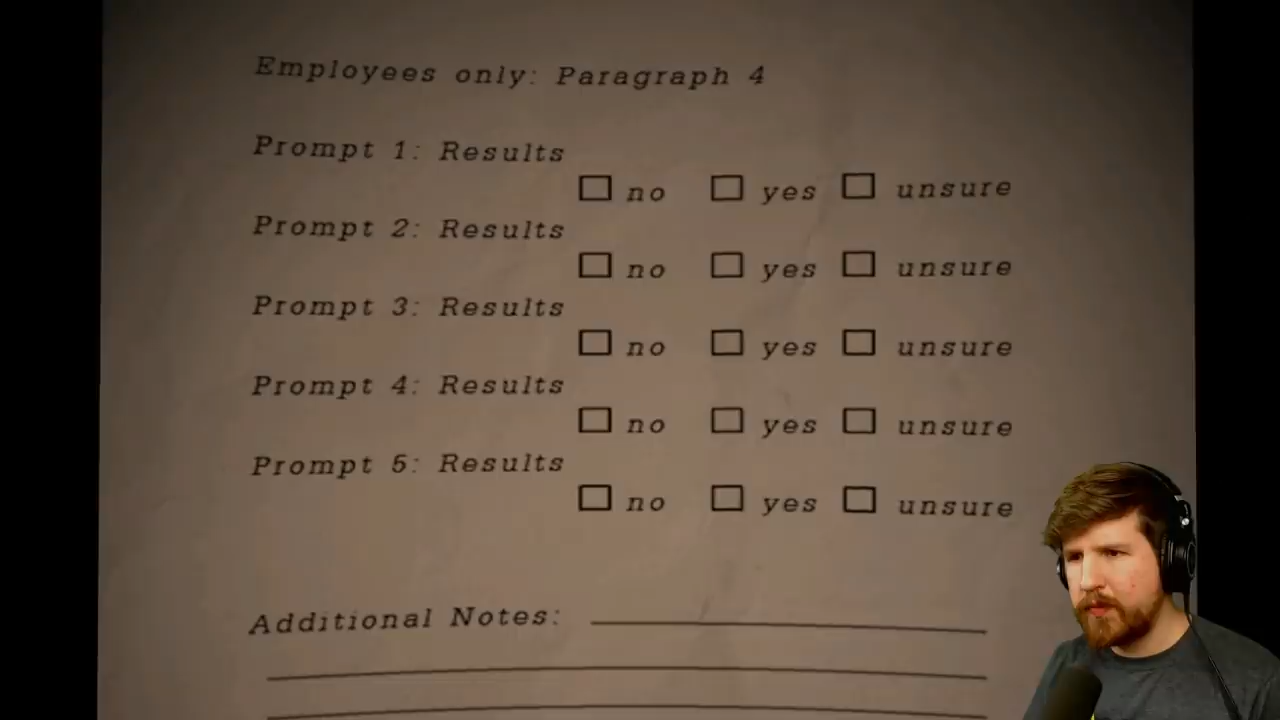 Employees only: Paragraph 4
Prompt 1: Results
no yes unsure
Prompt 2: Results
no yes unsure
Prompt 3: Results
no yes unsure
Prompt 4: Results
no yes unsure
Prompt 5: Results
no yes unsure
Additional Notes: